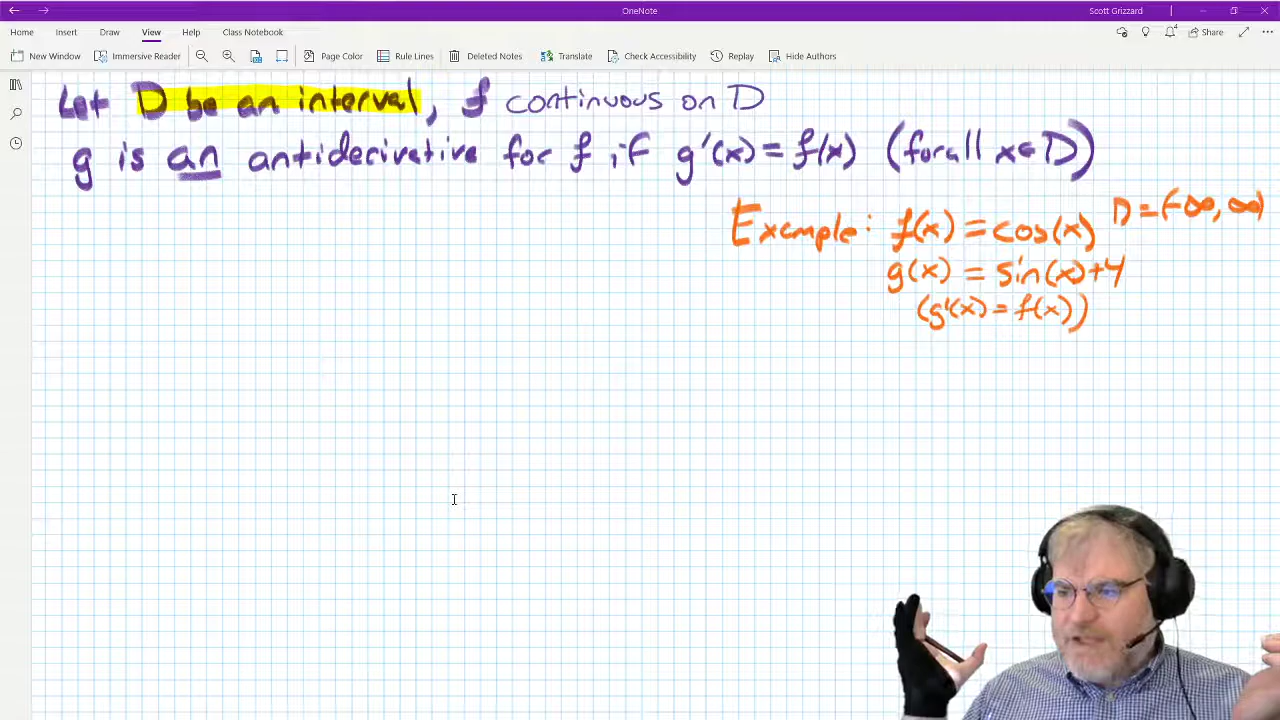 OneNote
Scott Grizzard
Home Insert Draw View Help Class Notebook
Share
New Window Immersive Reader Page Color Rule Lines Deleted Notes Translate Check Accessibility Replay Hide Authors
Let D be an interval, f continuous on D
g is an antiderivative for f if g'(x) = f(x) (for all x ∈ D)
Example: f(x) = cos(x) D = (-∞, ∞)
g(x) = sin(x)+4
(g'(x) = f(x))